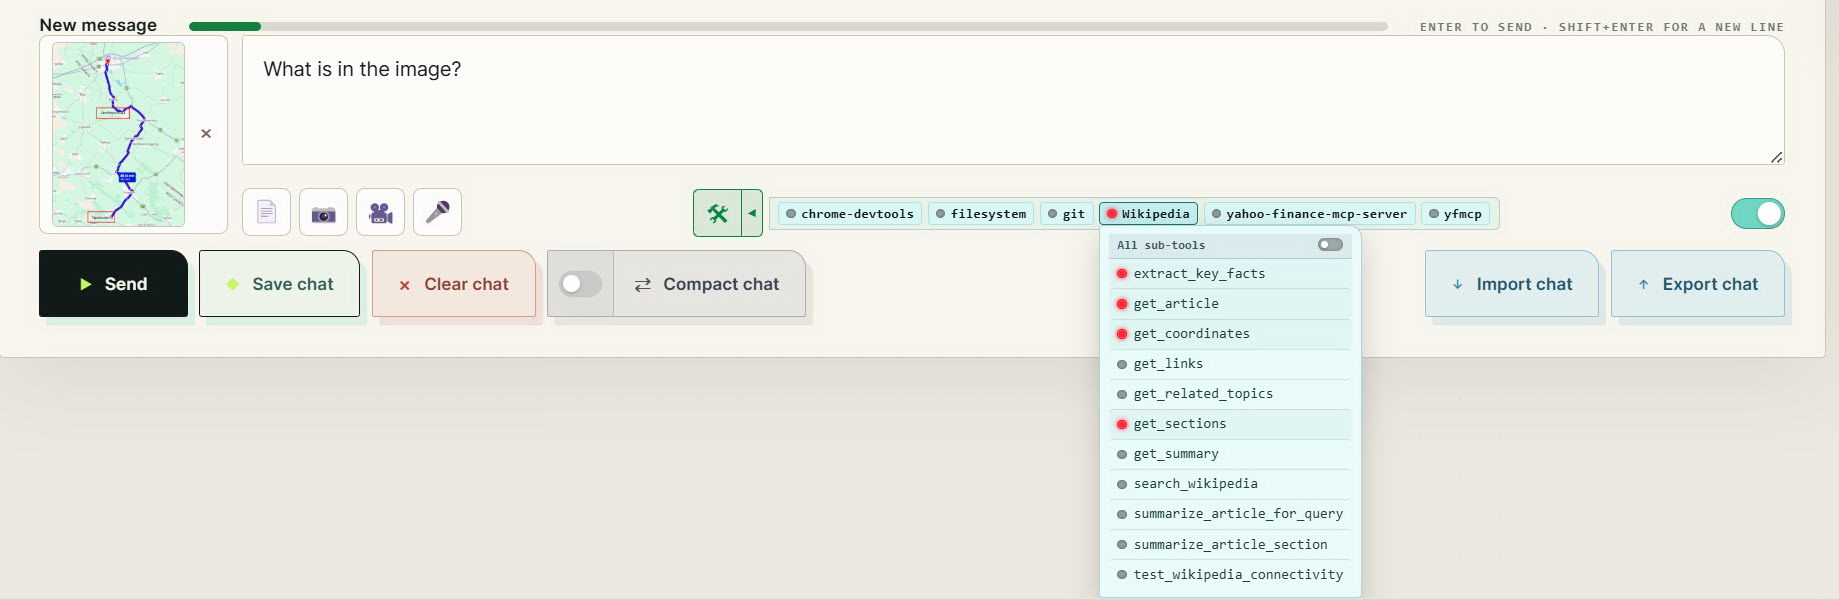 New message
ENTER TO SEND · SHIFT+ENTER FOR A NEW LINE
What is in the image?
chrome-devtools
filesystem
git
Wikipedia
yahoo-finance-mcp-server
yfmcp
Send
Save chat
Clear chat
Compact chat
Import chat
Export chat
All sub-tools
extract_key_facts
get_article
get_coordinates
get_links
get_related_topics
get_sections
get_summary
search_wikipedia
summarize_article_for_query
summarize_article_section
test_wikipedia_connectivity